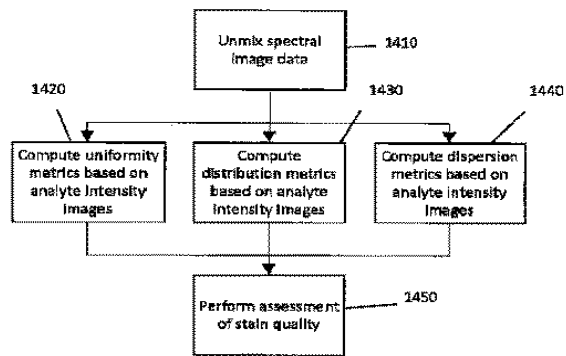 Unmix spectral
image data
1410
1420
1430
1440
Compute uniformity
metrics based on
analyte intensity
images
Compute
distribution metrics
based on analyte
intensity images
Compute dispersion
metrics based on
analyte intensity
images
Perform assessment
of stain quality
1450